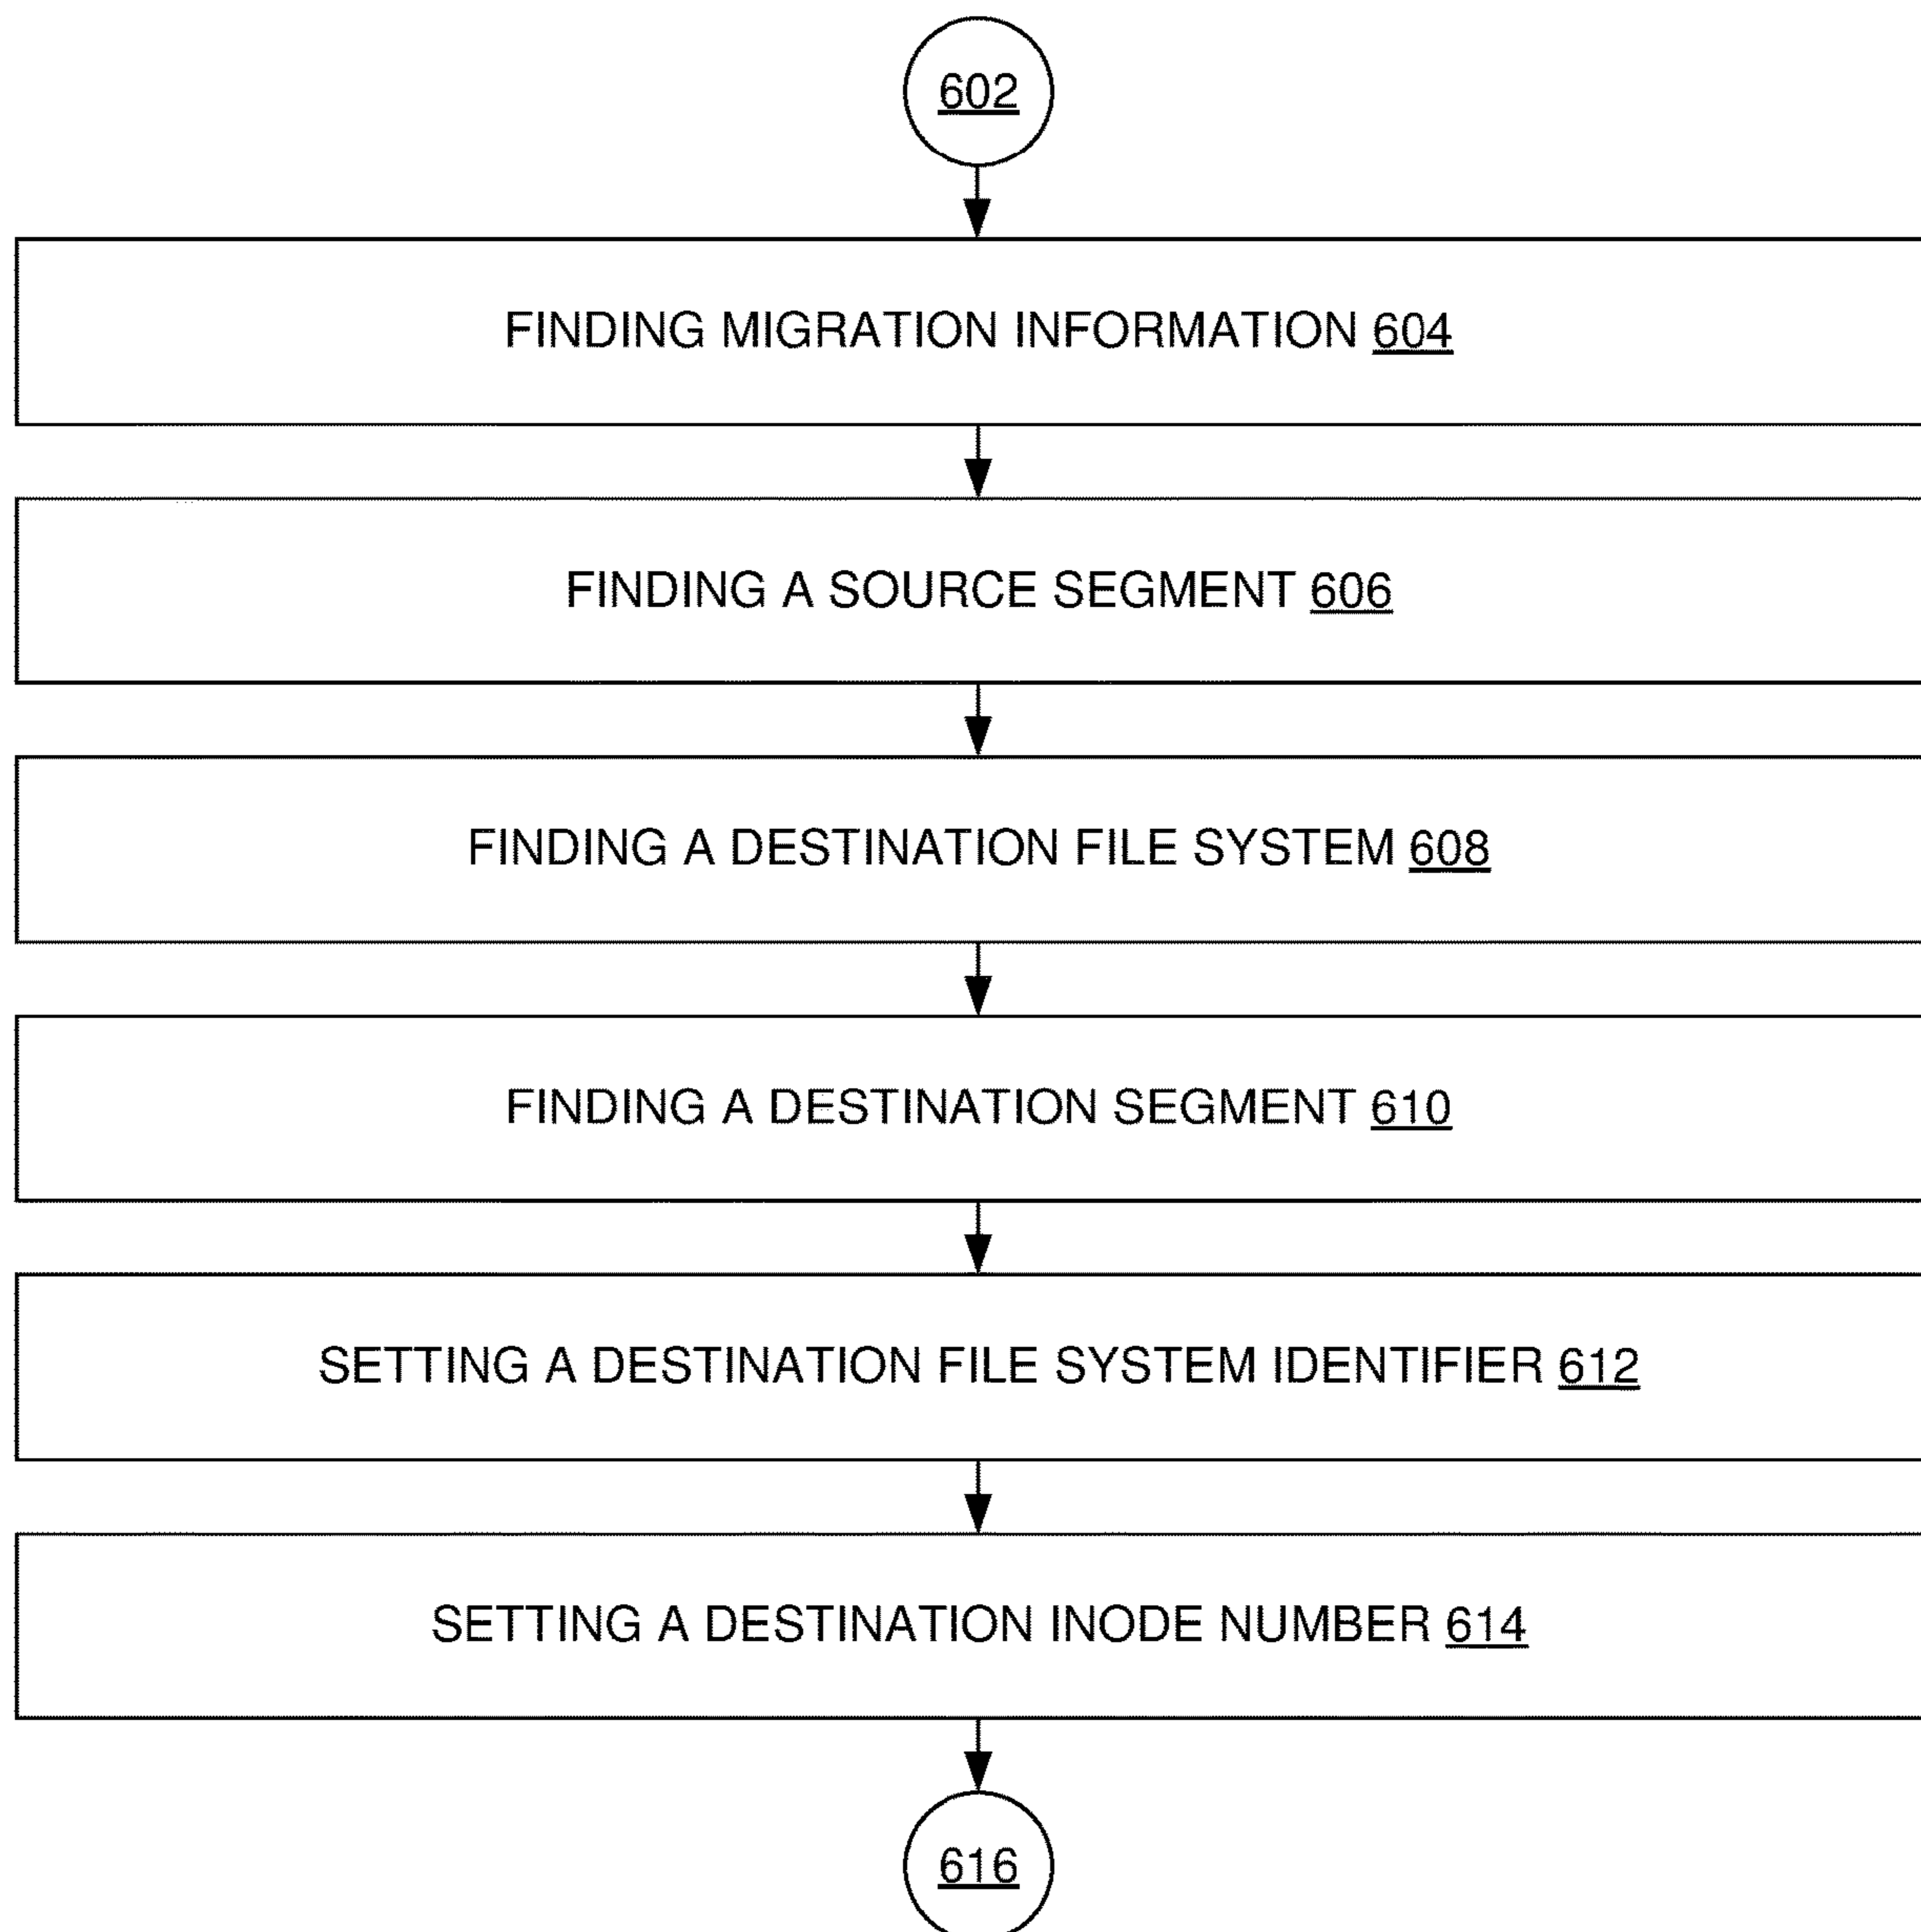 602
FINDING MIGRATION INFORMATION 604
FINDING A SOURCE SEGMENT 606
FINDING A DESTINATION FILE SYSTEM 608
FINDING A DESTINATION SEGMENT 610
SETTING A DESTINATION FILE SYSTEM IDENTIFIER 612
SETTING A DESTINATION INODE NUMBER 614
616